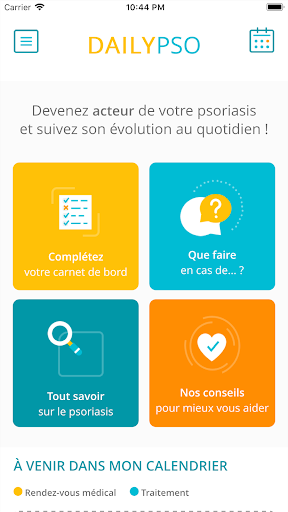 Carrier 10:44 PM
DAILYPSO
Devenez acteur de votre psoriasis
et suivez son évolution au quotidien !
?
Complétez
votre carnet de bord
Que faire
en cas de... ?
Tout savoir
sur le psoriasis
Nos conseils
pour mieux vous aider
À VENIR DANS MON CALENDRIER
Rendez-vous médical Traitement